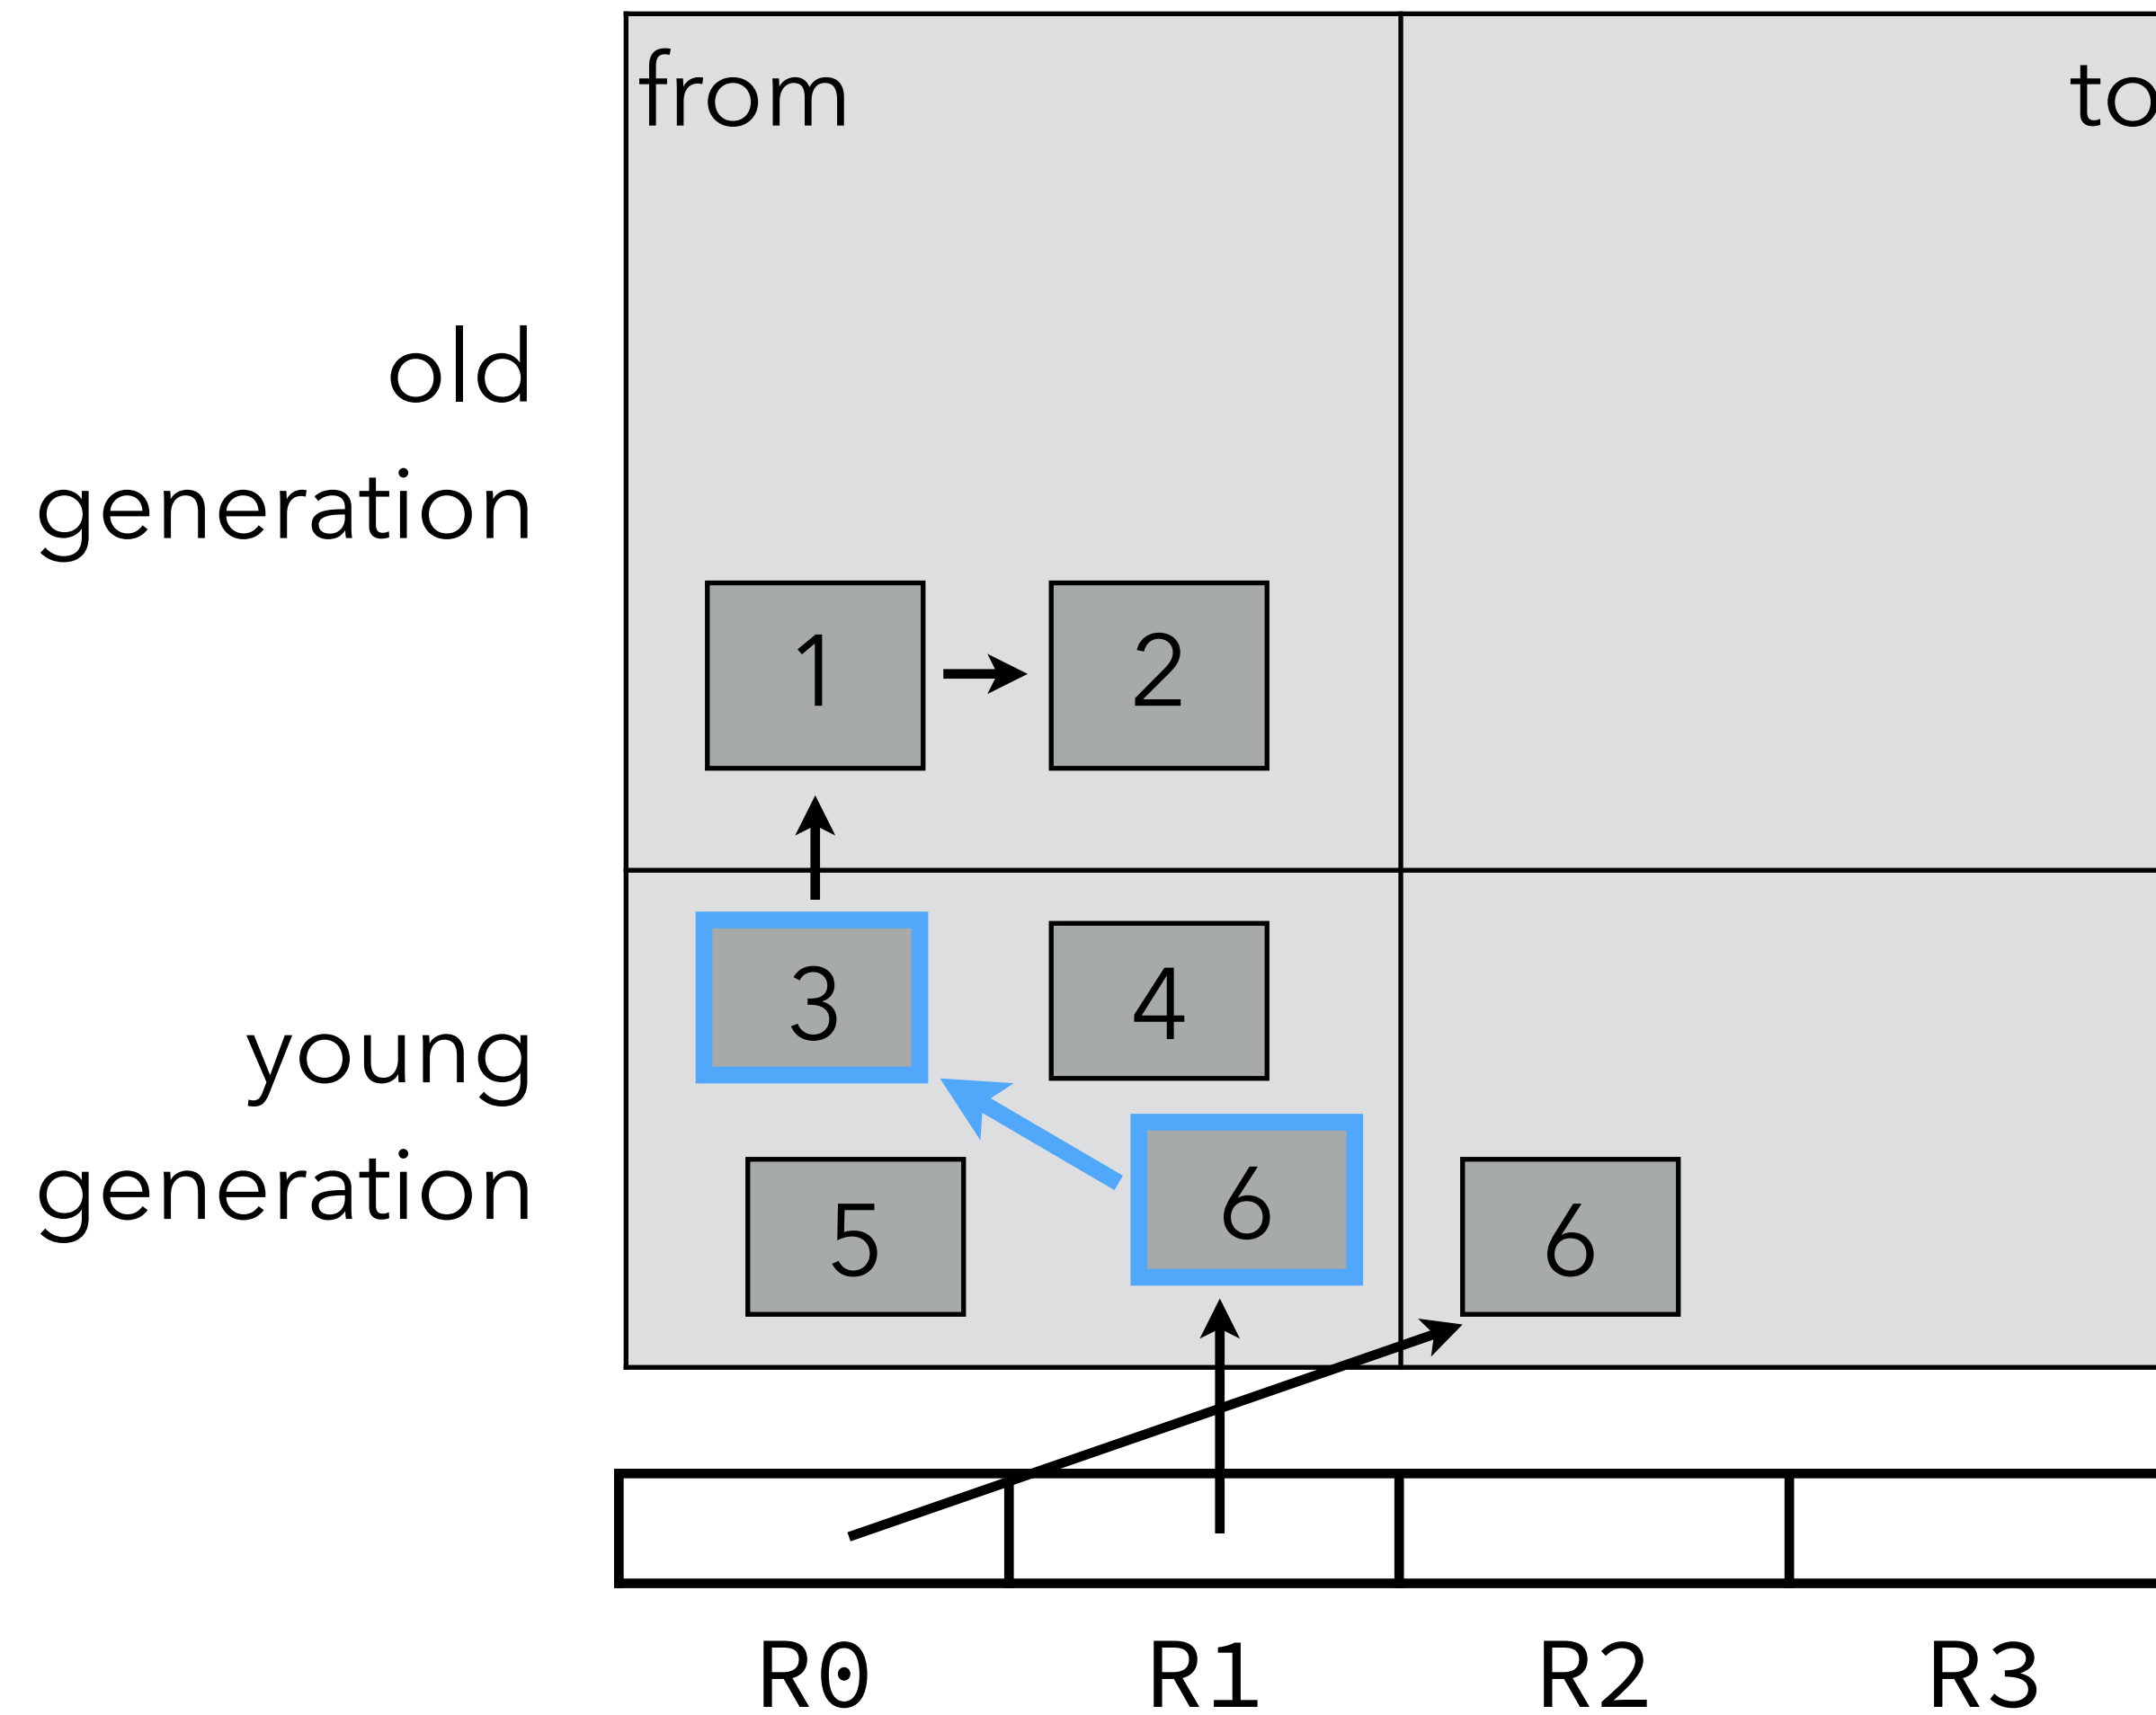 from
to
old
generation
1
2
young
generation
3
4
5
6
6
R0
R1
R2
R3